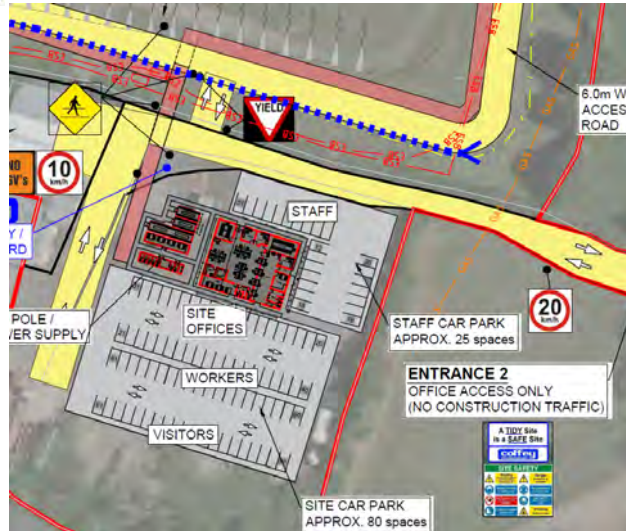 6.0m W
ACCES
ROAD
YIELD
NO
SV's
10
km/h
Y /
RD
STAFF
POLE /
VER SUPPLY
SITE
OFFICES
STAFF CAR PARK
APPROX. 25 spaces
20
km/h
WORKERS
ENTRANCE 2
OFFICE ACCESS ONLY
(NO CONSTRUCTION TRAFFIC)
VISITORS
A TIDY Site
is a SAFE Site
coffey
SITE SAFETY
SITE CAR PARK
APPROX. 80 spaces